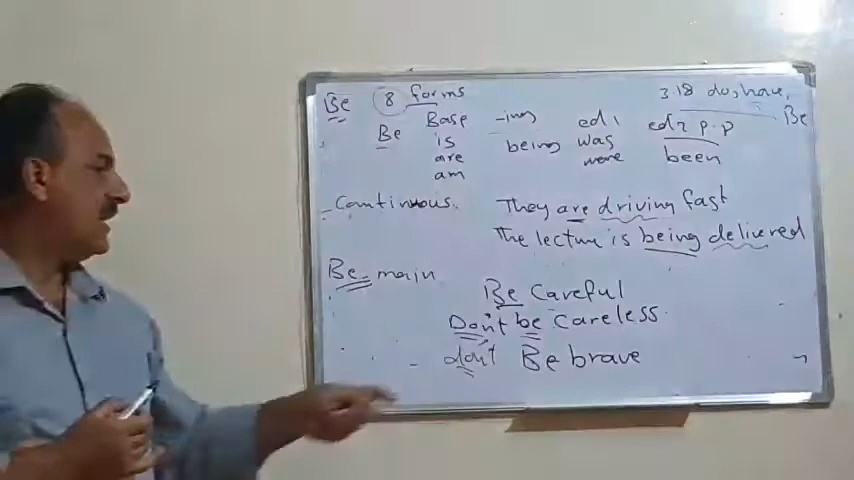 Be 8 forms 3.18 do, have, Be
Be Base -ing ed1 ed2 p.p
is being was been
are were
am
Continuous. They are driving fast
The lecture is being delivered
Be main
Be Careful
Don't be Careless
don't Be brave